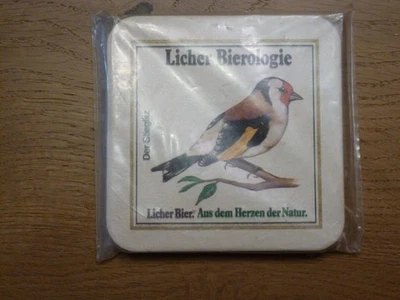 Licher Bierologie
Der Stieglitz
Licher Bier. Aus dem Herzen der Natur.